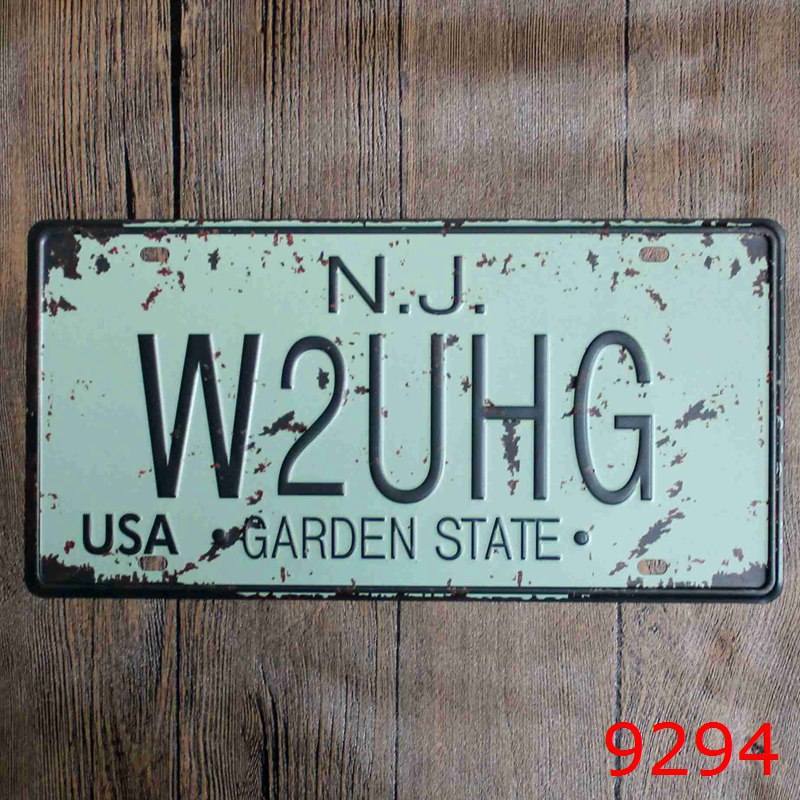 N.J.
W2UHG
USA • GARDEN STATE •
9294